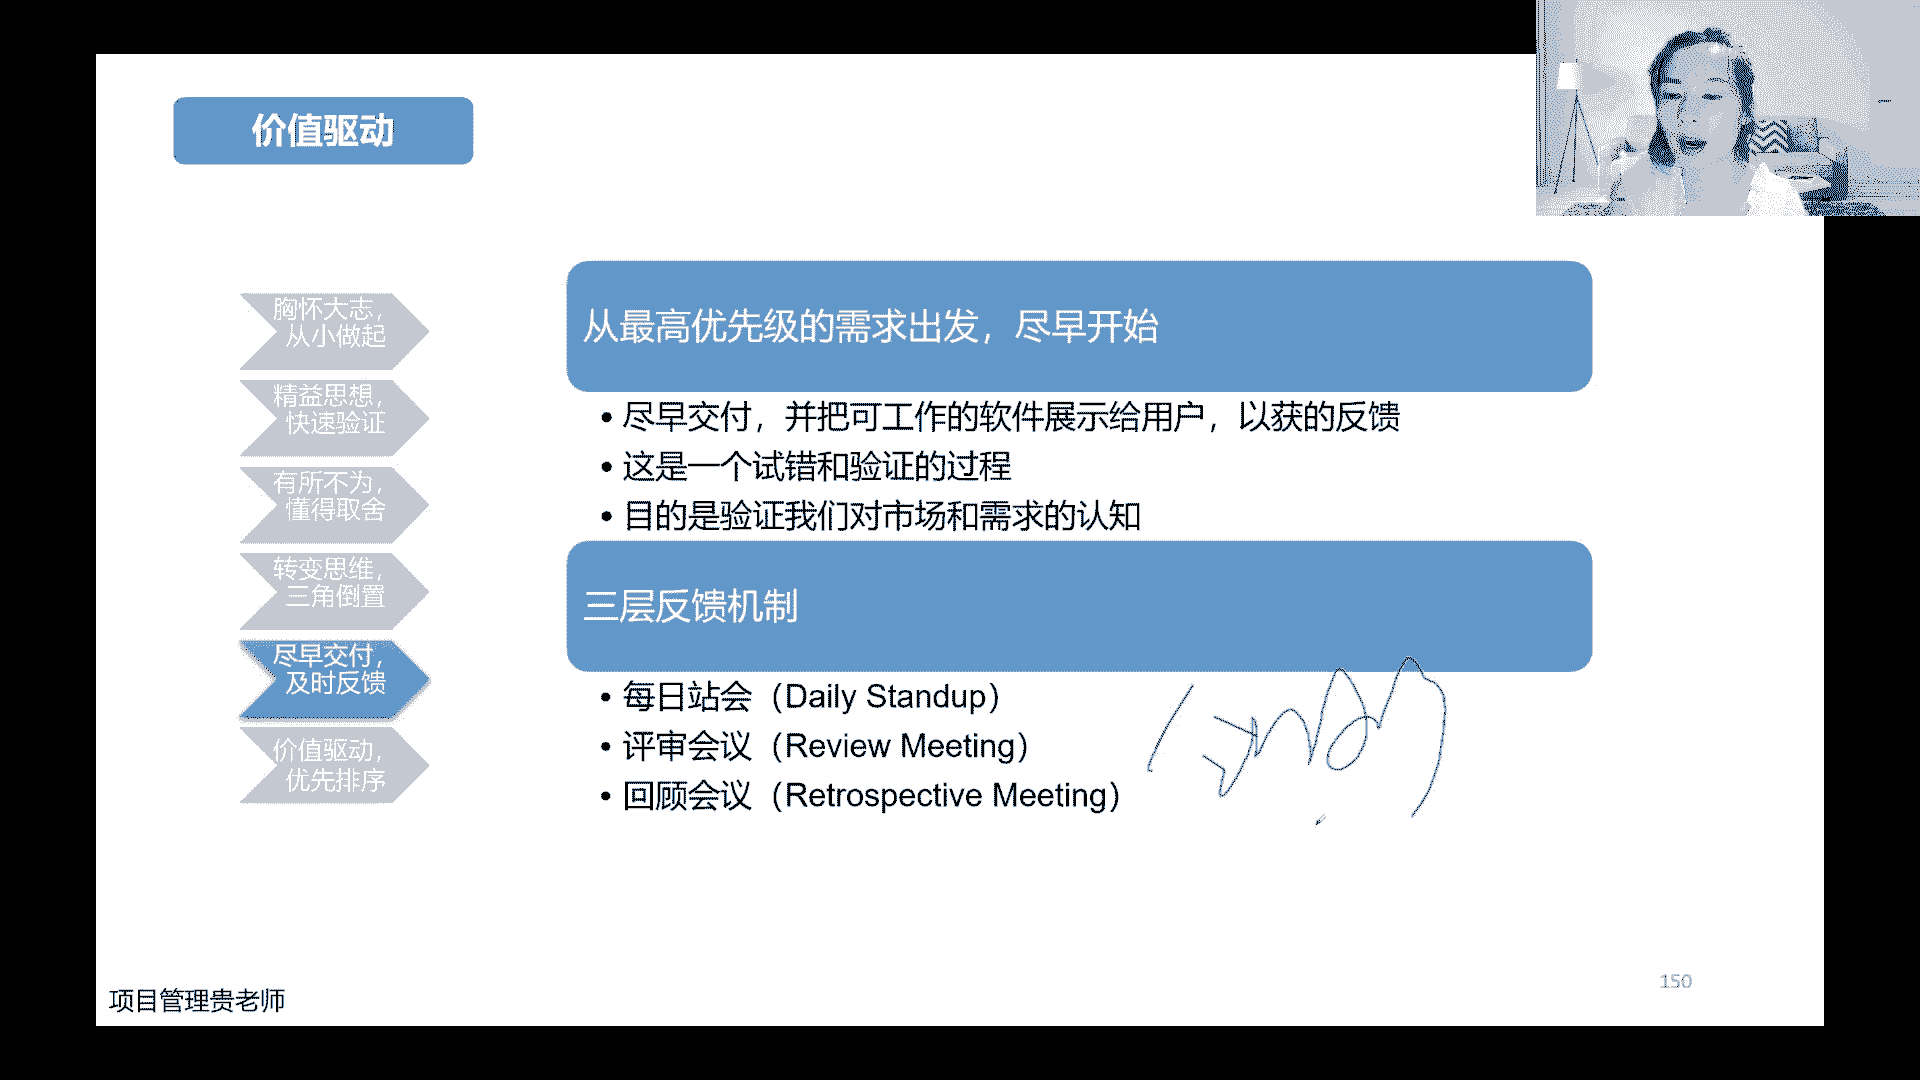 价值驱动
胸怀大志，
从小做起
精益思想，
快速验证
有所不为，
懂得取舍
转变思维，
三角倒置
尽早交付，
及时反馈
价值驱动，
优先排序
从最高优先级的需求出发，尽早开始
• 尽早交付，并把可工作的软件展示给用户，以获的反馈
• 这是一个试错和验证的过程
• 目的是验证我们对市场和需求的认知
三层反馈机制
• 每日站会（Daily Standup）
• 评审会议（Review Meeting）
• 回顾会议（Retrospective Meeting）
项目管理贵老师
150